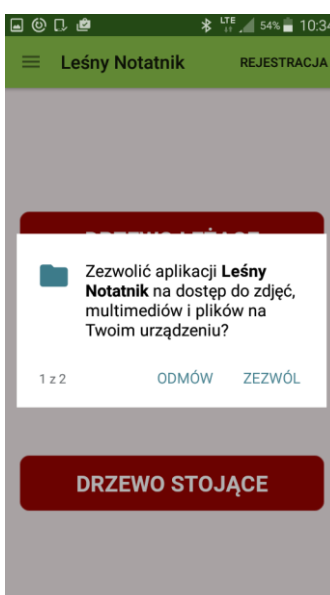 LTE 54% 10:34
Leśny Notatnik REJESTRACJA
Zezwolić aplikacji Leśny
Notatnik na dostęp do zdjęć,
multimediów i plików na
Twoim urządzeniu?
1 z 2 ODMÓW ZEZWÓL
DRZEWO STOJĄCE